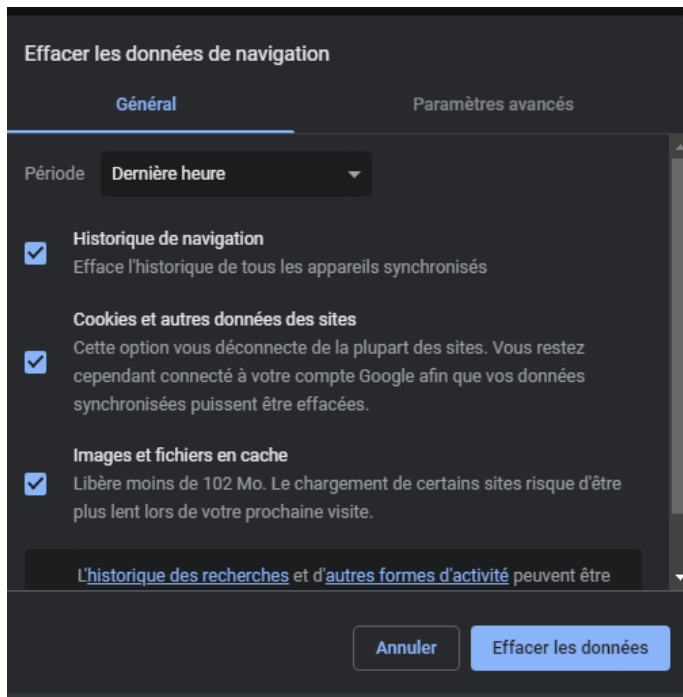 Effacer les données de navigation
Général
Paramètres avancés
Période
Dernière heure
Historique de navigation
Efface l'historique de tous les appareils synchronisés
Cookies et autres données des sites
Cette option vous déconnecte de la plupart des sites. Vous restez
cependant connecté à votre compte Google afin que vos données
synchronisées puissent être effacées.
Images et fichiers en cache
Libère moins de 102 Mo. Le chargement de certains sites risque d'être
plus lent lors de votre prochaine visite.
L'historique des recherches et d'autres formes d'activité peuvent être
Annuler
Effacer les données